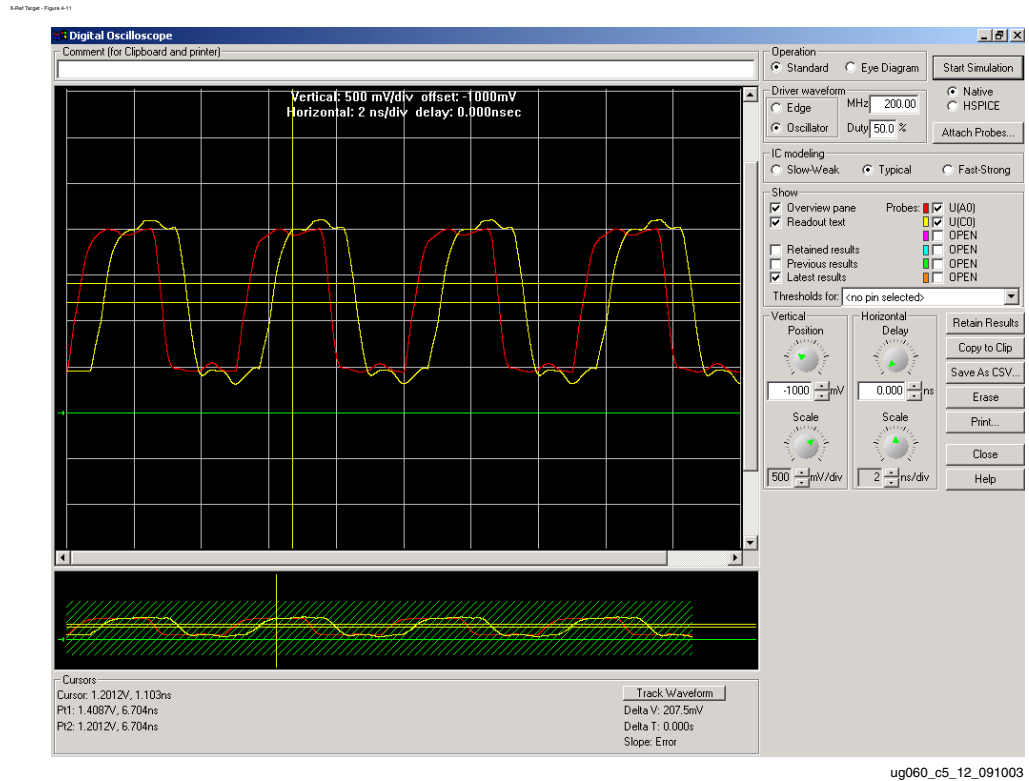 X-Ref Target - Figure 4-11
Digital Oscilloscope
Comment (for Clipboard and printer)
Vertical: 500 mV/div offset: -1000mV
Horizontal: 2 ns/div delay: 0.000nsec
Operation
Standard Eye Diagram
Start Simulation
Driver waveform
Edge
Oscillator
MHz 200.00
Duty 50.0 %
Native
HSPICE
Attach Probes...
IC modeling
Slow-Weak Typical Fast-Strong
Show
Overview pane Probes: U(A0)
Readout text U(C0)
OPEN
Retained results OPEN
Previous results OPEN
Latest results OPEN
Thresholds for: <no pin selected>
Vertical
Position
-1000 mV
Scale
500 mV/div
Horizontal
Delay
0.000 ns
Scale
2 ns/div
Retain Results
Copy to Clip
Save As CSV...
Erase
Print...
Close
Help
Cursors
Cursor: 1.2012V, 1.103ns
Pt1: 1.4087V, 6.704ns
Pt2: 1.2012V, 6.704ns
Track Waveform
Delta V: 207.5mV
Delta T: 0.000s
Slope: Error
ug060_c5_12_091003